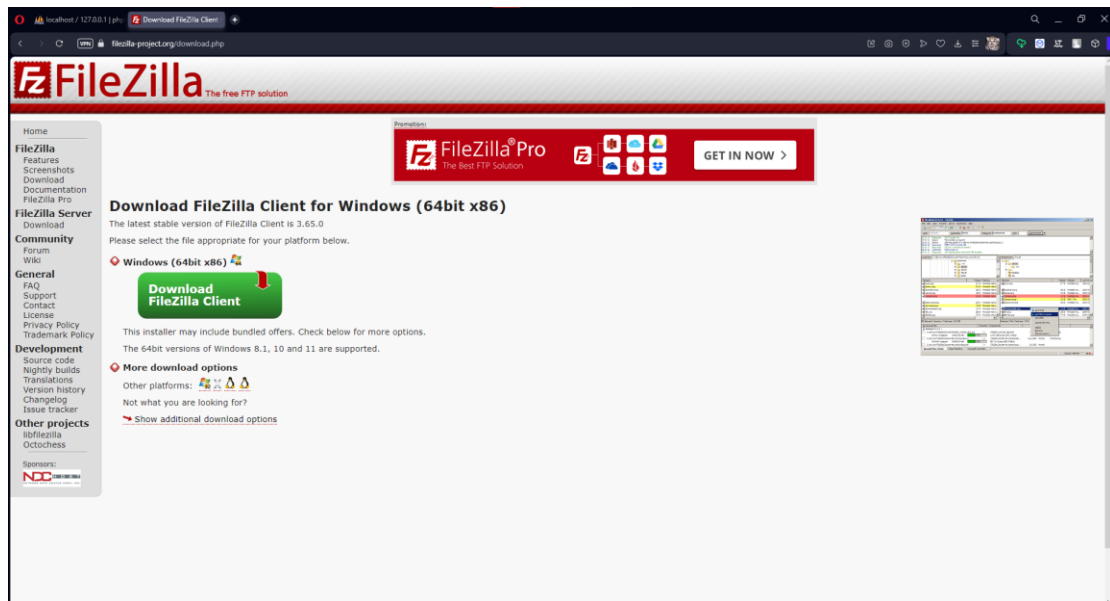 localhost / 127.0.0.1 | php
Download FileZilla Client
VPN
filezilla-project.org/download.php
FileZilla The free FTP solution
Home
FileZilla
Features
Screenshots
Download
Documentation
FileZilla Pro
FileZilla Server
Download
Community
Forum
Wiki
General
FAQ
Support
Contact
License
Privacy Policy
Trademark Policy
Development
Source code
Nightly builds
Translations
Version history
Changelog
Issue tracker
Other projects
libfilezilla
Octochess
Sponsors:
NDC
Promotion:
FileZilla® Pro
The Best FTP Solution
GET IN NOW >
Download FileZilla Client for Windows (64bit x86)
The latest stable version of FileZilla Client is 3.65.0
Please select the file appropriate for your platform below.
Windows (64bit x86)
Download
FileZilla Client
This installer may include bundled offers. Check below for more options.
The 64bit versions of Windows 8.1, 10 and 11 are supported.
More download options
Other platforms:
Not what you are looking for?
Show additional download options